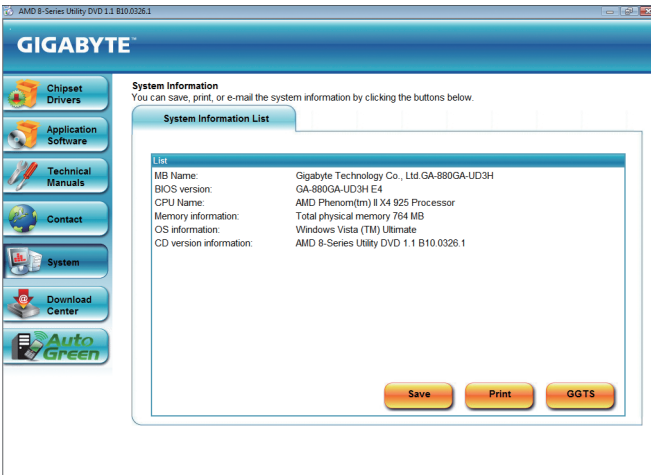 AMD 8-Series Utility DVD 1.1 B10.0326.1
GIGABYTE™
Chipset
Drivers
Application
Software
Technical
Manuals
Contact
System
Download
Center
Auto
Green
System Information
You can save, print, or e-mail the system information by clicking the buttons below.
System Information List
List
MB Name: Gigabyte Technology Co., Ltd.GA-880GA-UD3H
BIOS version: GA-880GA-UD3H E4
CPU Name: AMD Phenom(tm) II X4 925 Processor
Memory information: Total physical memory 764 MB
OS information: Windows Vista (TM) Ultimate
CD version information: AMD 8-Series Utility DVD 1.1 B10.0326.1
Save Print GGTS